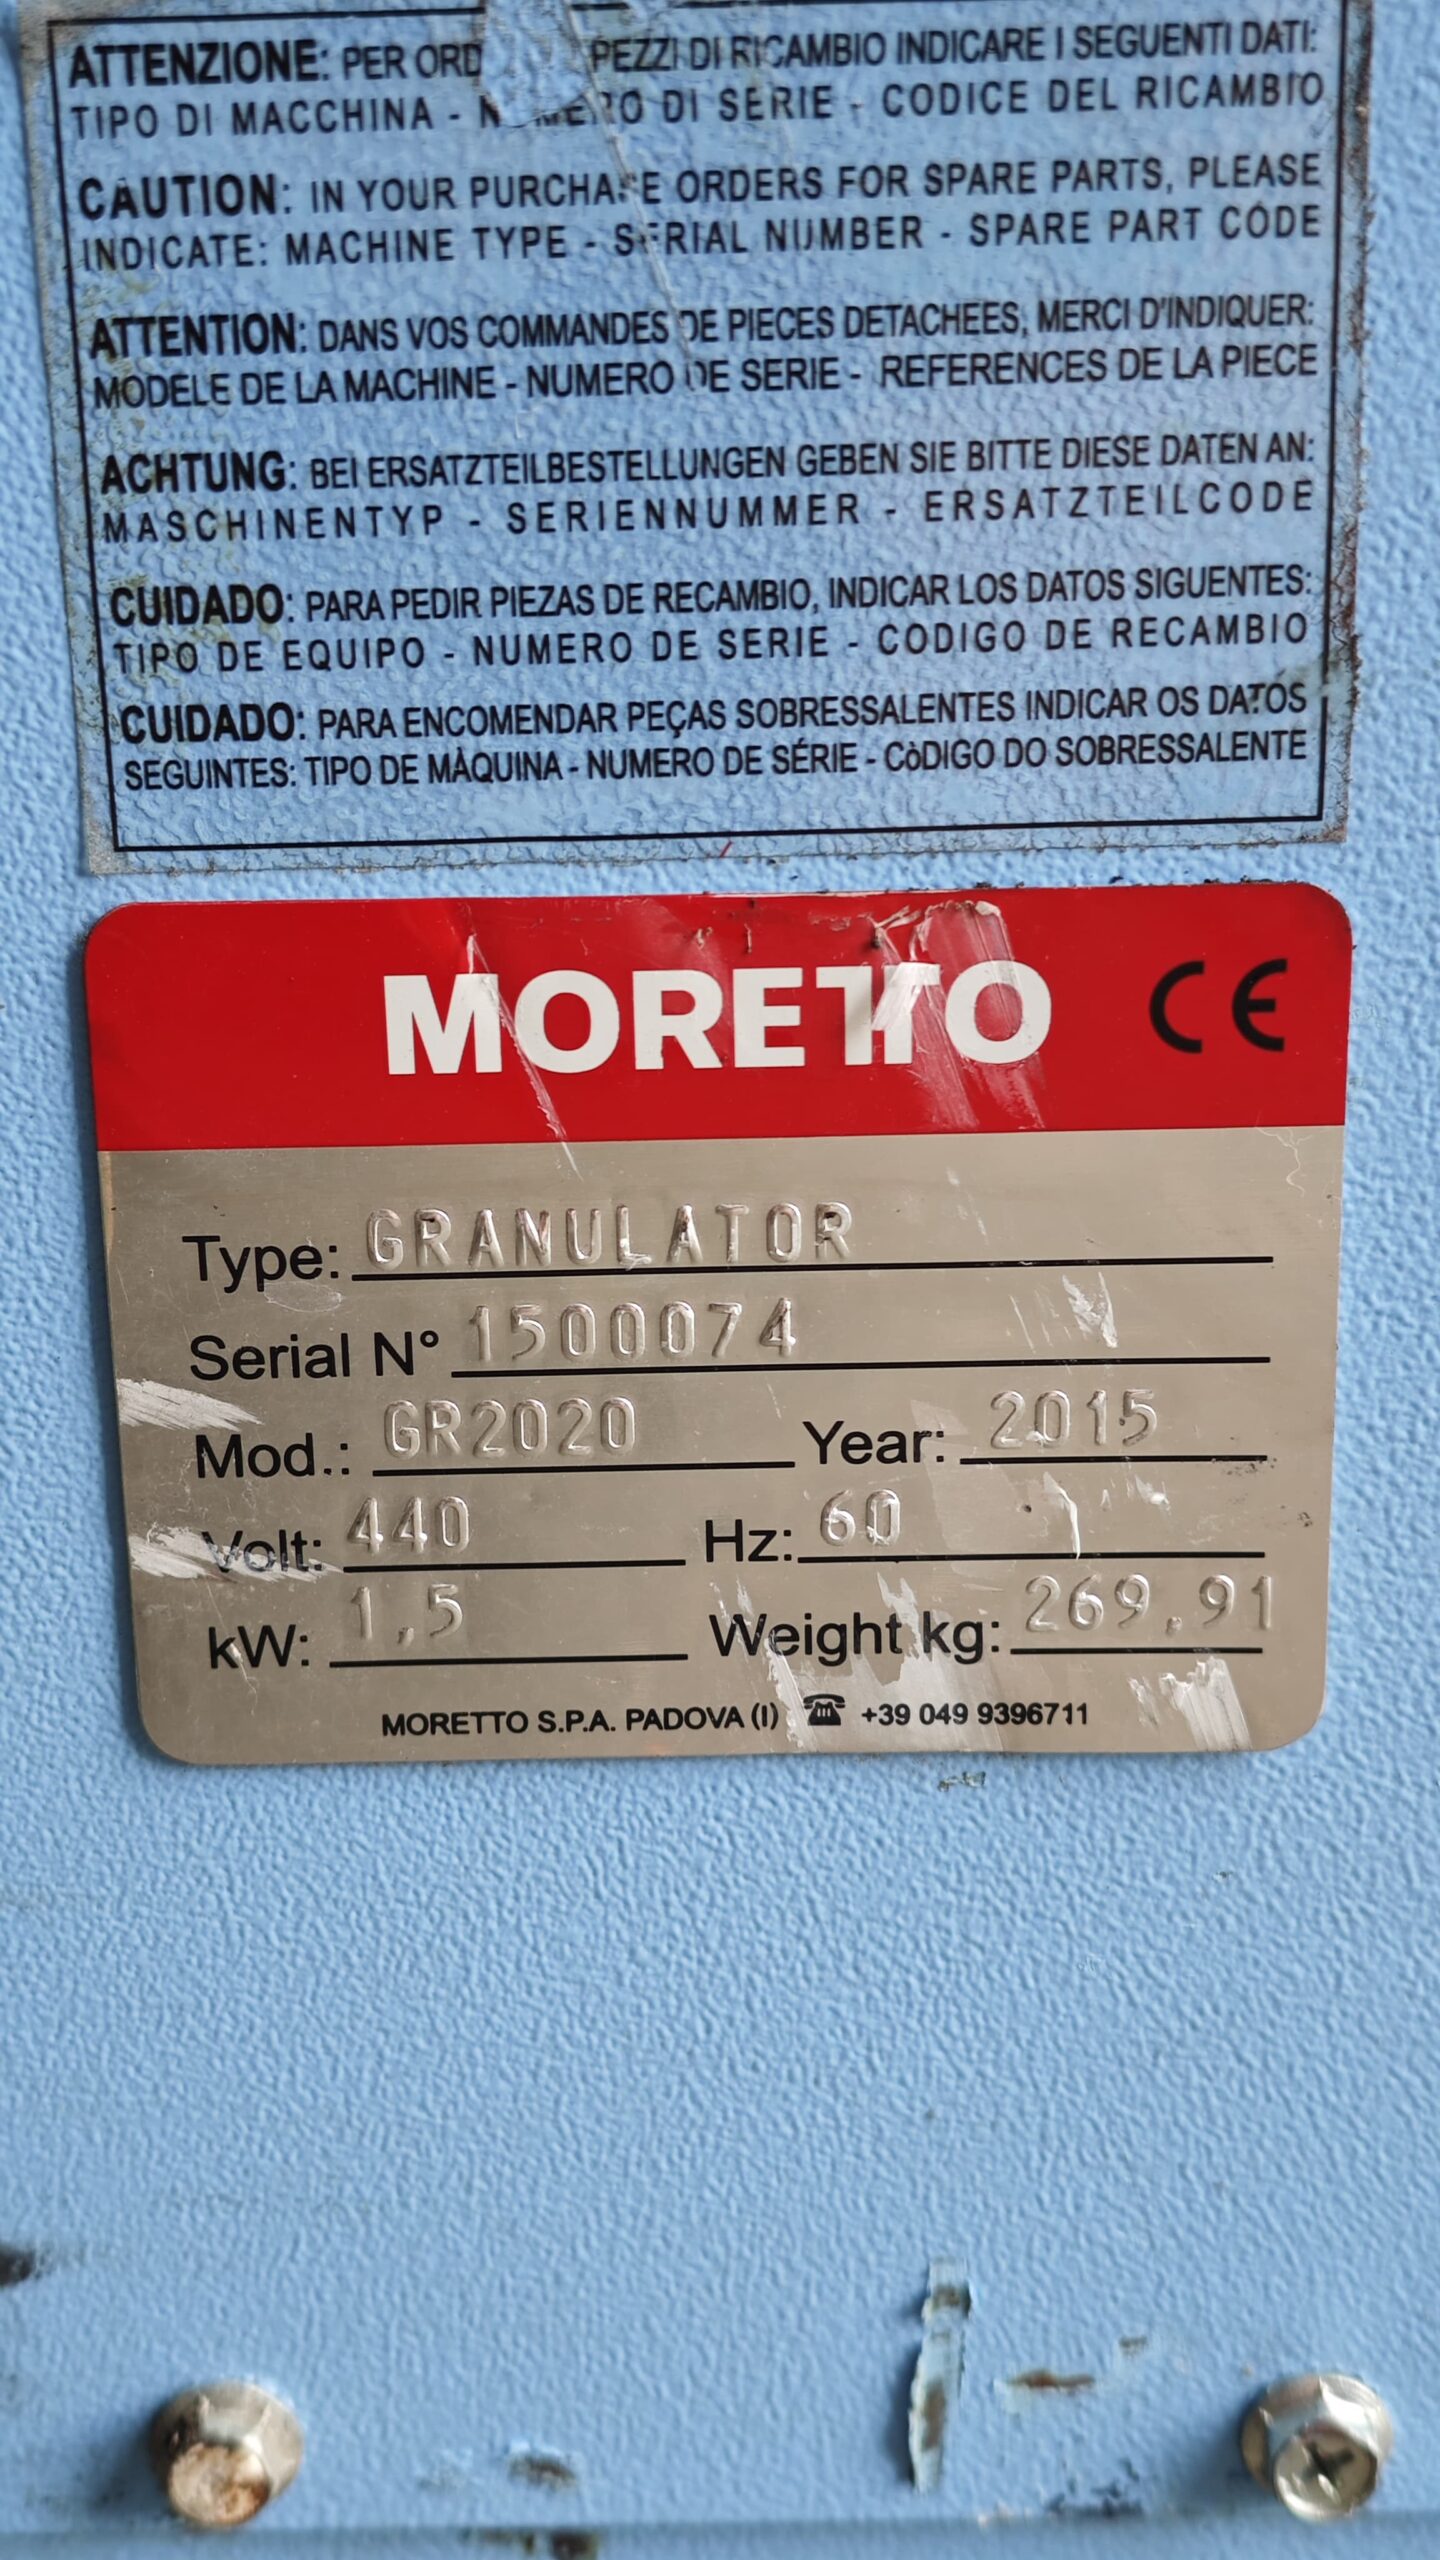 ATTENZIONE: PER ORD PEZZI DI RICAMBIO INDICARE I SEGUENTI DATI:
TIPO DI MACCHINA - NUMERO DI SERIE - CODICE DEL RICAMBIO
CAUTION: IN YOUR PURCHASE ORDERS FOR SPARE PARTS, PLEASE
INDICATE: MACHINE TYPE - SERIAL NUMBER - SPARE PART CODE
ATTENTION: DANS VOS COMMANDES DE PIECES DETACHEES, MERCI D'INDIQUER:
MODELE DE LA MACHINE - NUMERO DE SERIE - REFERENCES DE LA PIECE
ACHTUNG: BEI ERSATZTEILBESTELLUNGEN GEBEN SIE BITTE DIESE DATEN AN:
MASCHINENTYP - SERIENNUMMER - ERSATZTEILCODE
CUIDADO: PARA PEDIR PIEZAS DE RECAMBIO, INDICAR LOS DATOS SIGUENTES:
TIPO DE EQUIPO - NUMERO DE SERIE - CODIGO DE RECAMBIO
CUIDADO: PARA ENCOMENDAR PEÇAS SOBRESSALENTES INDICAR OS DATOS
SEGUINTES: TIPO DE MÀQUINA - NUMERO DE SÉRIE - CòDIGO DO SOBRESSALENTE
MORETTO CE
Type: GRANULATOR
Serial N° 1500074
Mod.: GR2020 Year: 2015
Volt: 440 Hz: 60
kW: 1,5 Weight kg: 269,91
MORETTO S.P.A. PADOVA (I) ☎ +39 049 9396711